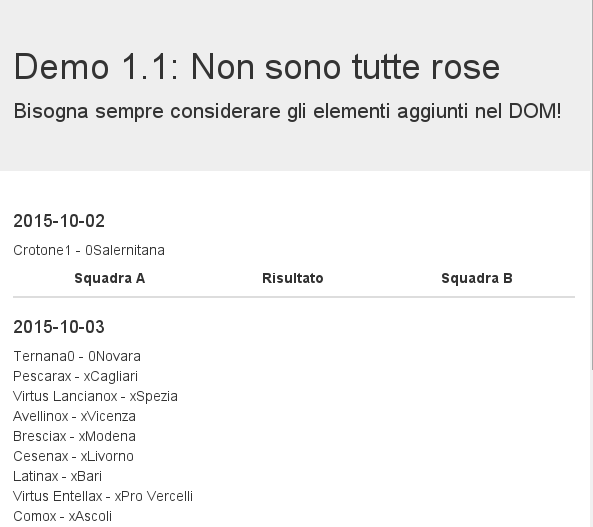 Demo 1.1: Non sono tutte rose
Bisogna sempre considerare gli elementi aggiunti nel DOM!
2015-10-02
Crotone1 - 0Salernitana
Squadra A Risultato Squadra B
2015-10-03
Ternana0 - 0Novara
Pescarax - xCagliari
Virtus Lancianox - xSpezia
Avellinox - xVicenza
Bresciax - xModena
Cesenax - xLivorno
Latinax - xBari
Virtus Entellax - xPro Vercelli
Comox - xAscoli